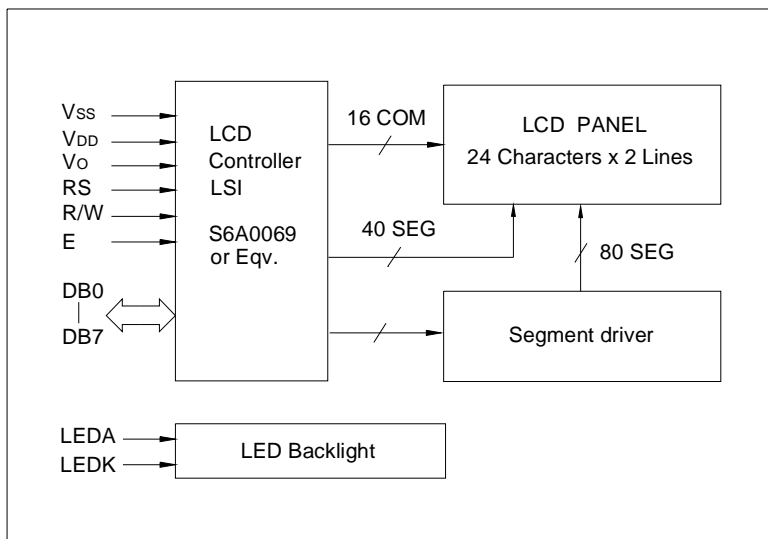 VSS
VDD
VO
RS
R/W
E
DB0
DB7
LCD
Controller
LSI
S6A0069
or Eqv.
16 COM
40 SEG
LCD PANEL
24 Characters x 2 Lines
80 SEG
Segment driver
LEDA
LEDK
LED Backlight